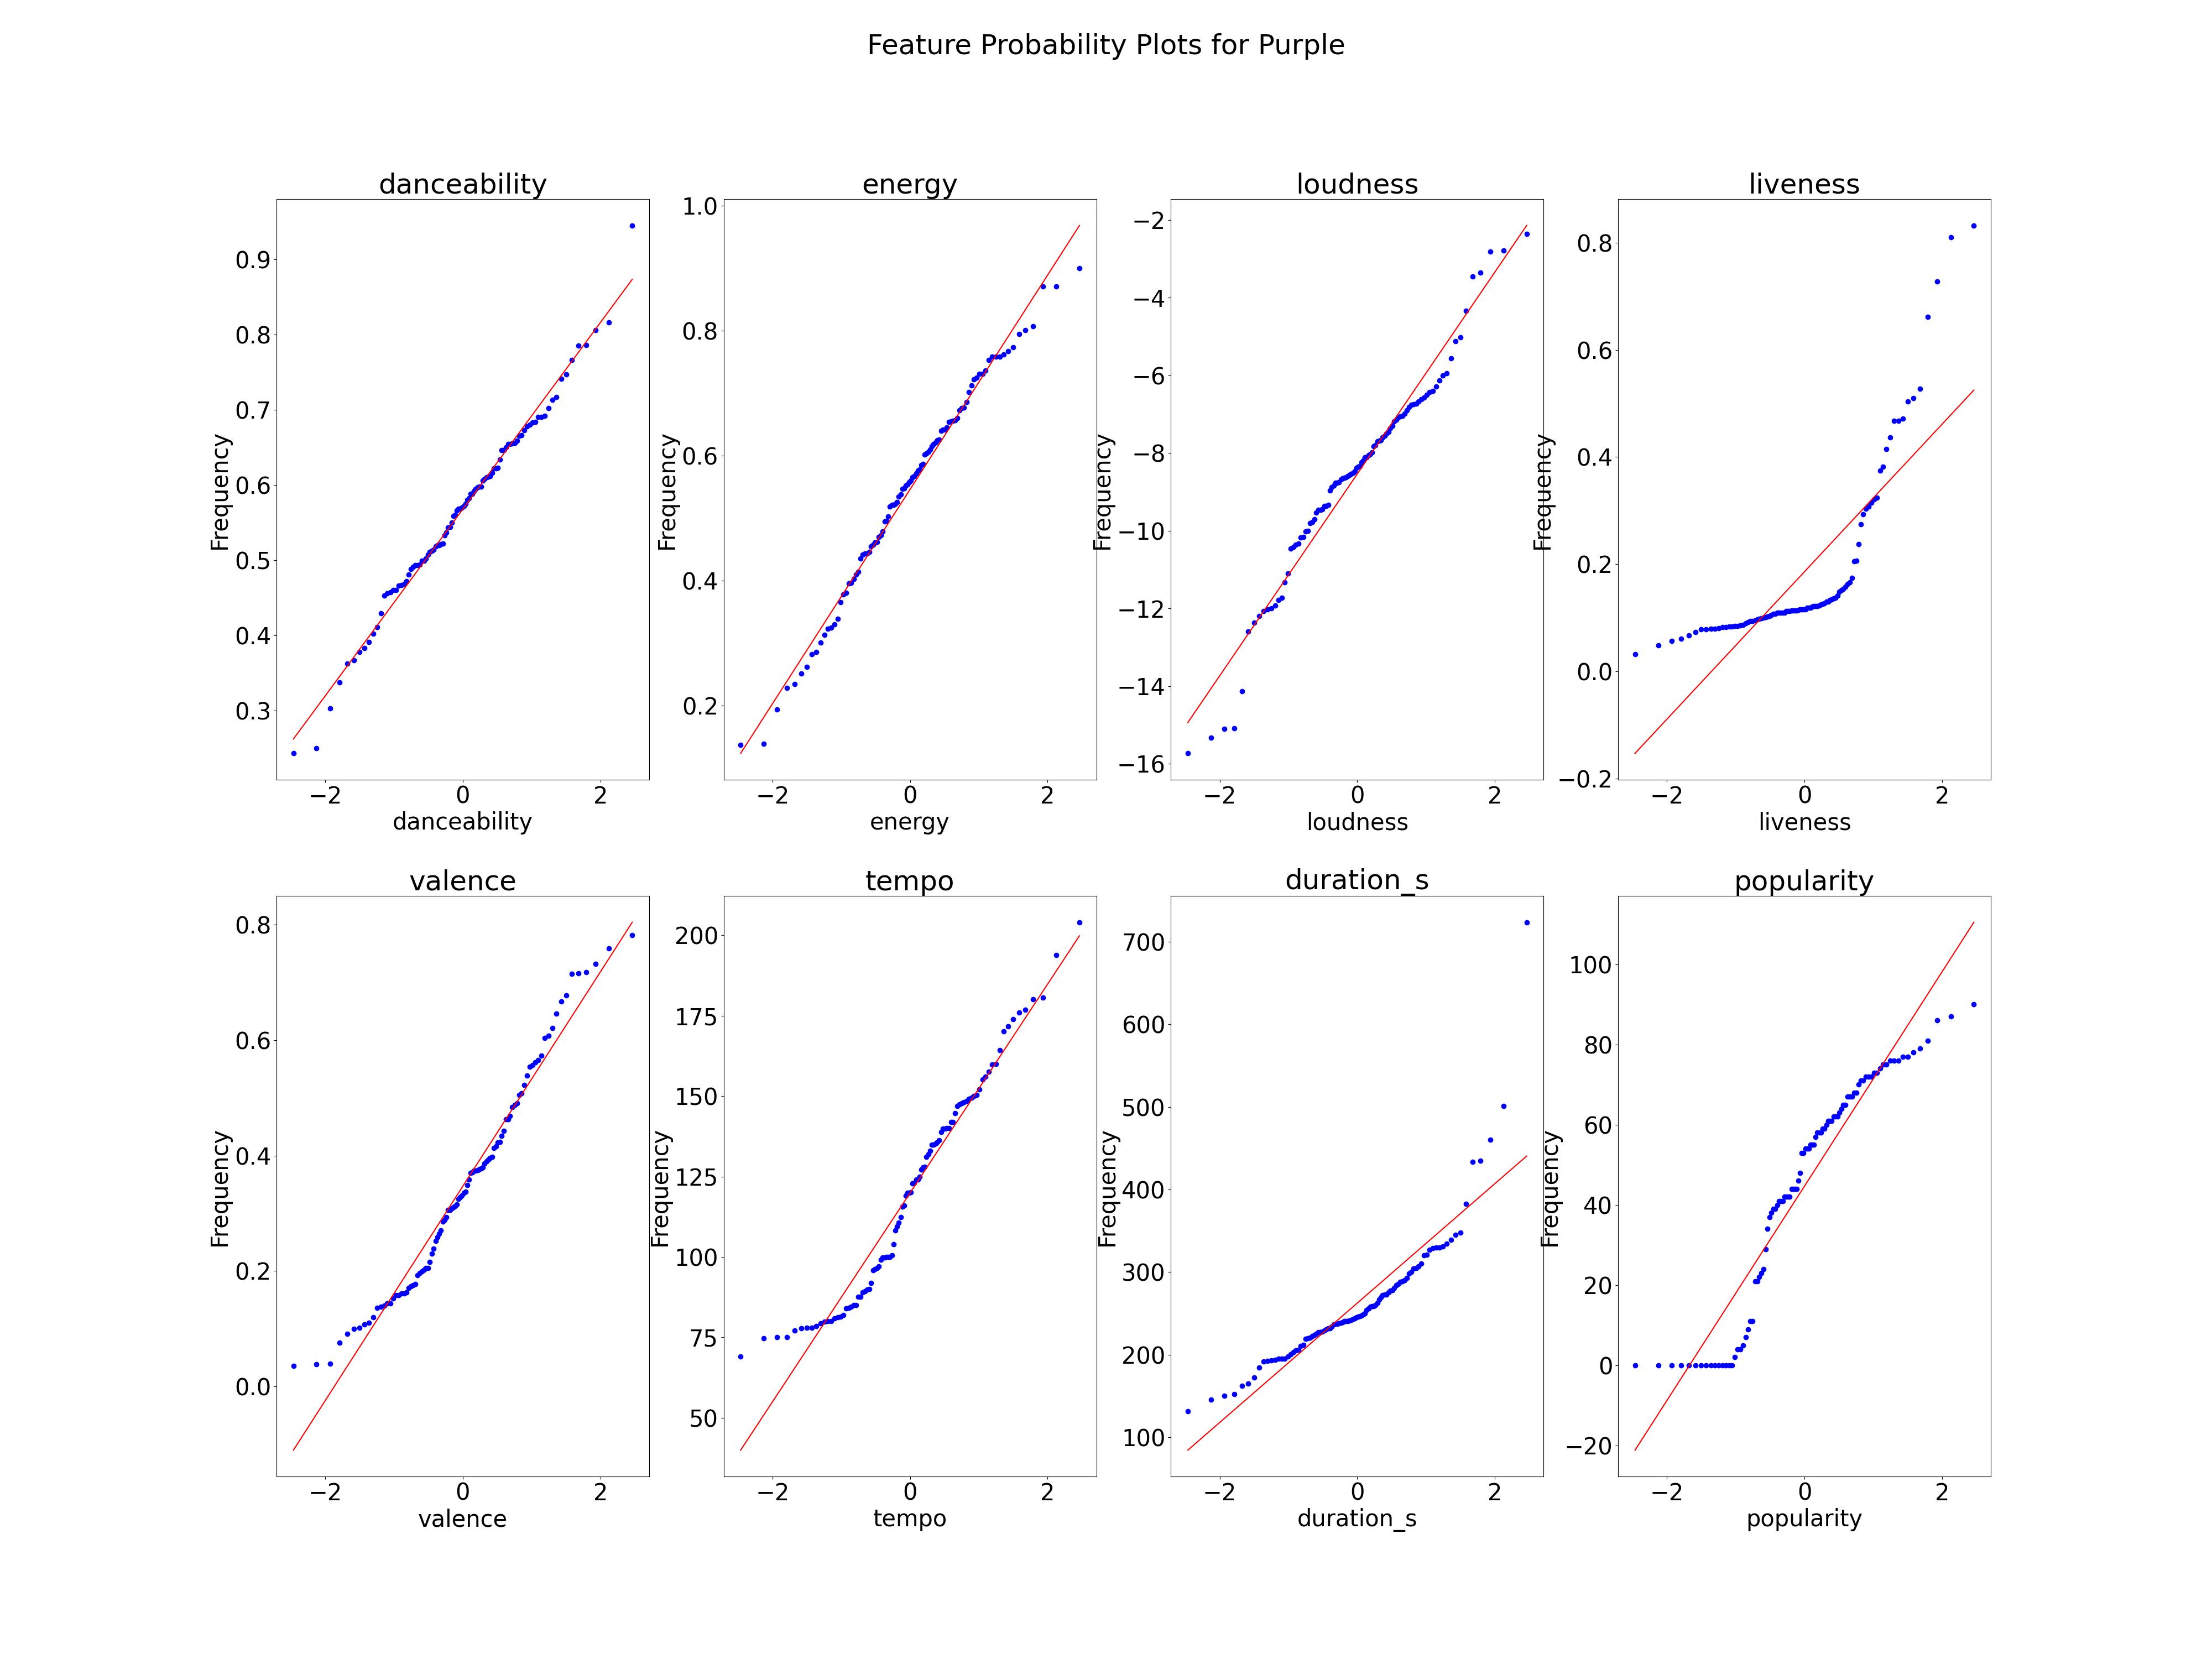 Feature Probability Plots for Purple
danceability
Frequency
0.9
0.8
0.7
0.6
0.5
0.4
0.3
−2 0 2
danceability
energy
Frequency
1.0
0.8
0.6
0.4
0.2
−2 0 2
energy
loudness
Frequency
−2
−4
−6
−8
−10
−12
−14
−16
−2 0 2
loudness
liveness
Frequency
0.8
0.6
0.4
0.2
0.0
−0.2
−2 0 2
liveness
valence
Frequency
0.8
0.6
0.4
0.2
0.0
−2 0 2
valence
tempo
Frequency
200
175
150
125
100
75
50
−2 0 2
tempo
duration_s
Frequency
700
600
500
400
300
200
100
−2 0 2
duration_s
popularity
Frequency
100
80
60
40
20
0
−20
−2 0 2
popularity